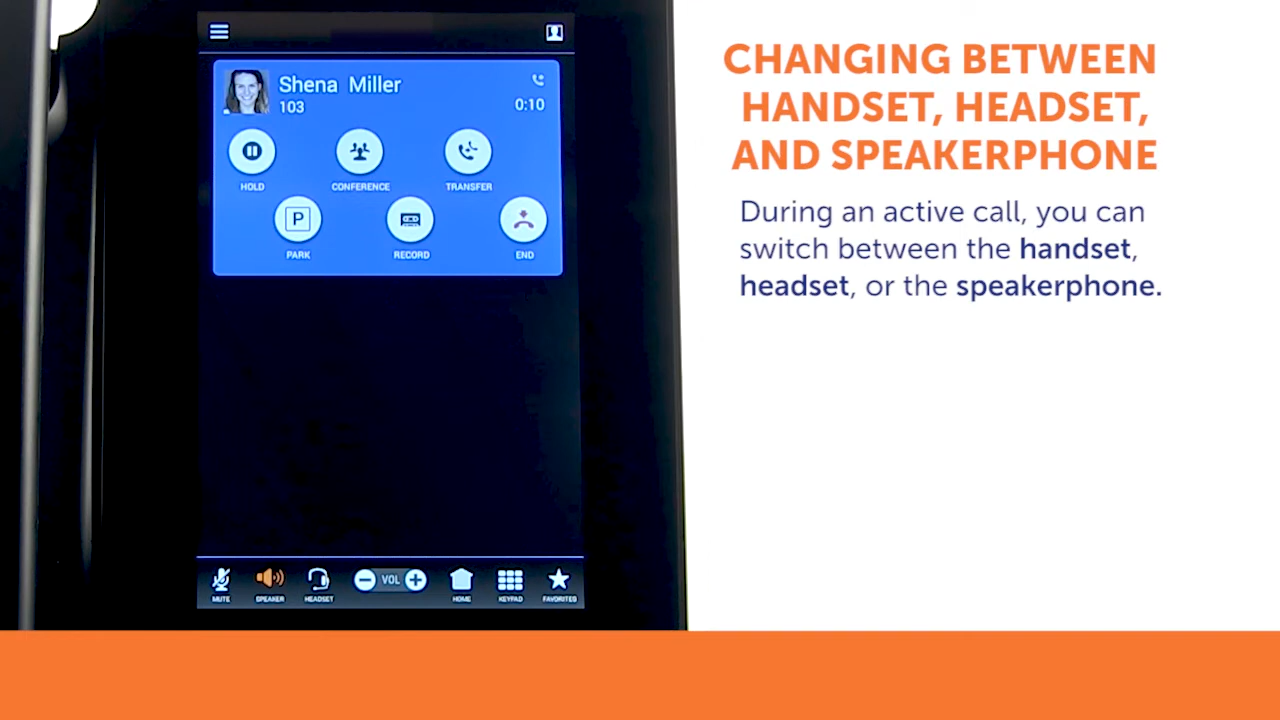 Shena Miller
103
0:10
HOLD
CONFERENCE
TRANSFER
P
PARK
RECORD
END
MUTE
SPEAKER
HEADSET
VOL
HOME
KEYPAD
FAVORITES
CHANGING BETWEEN
HANDSET, HEADSET,
AND SPEAKERPHONE
During an active call, you can
switch between the handset,
headset, or the speakerphone.